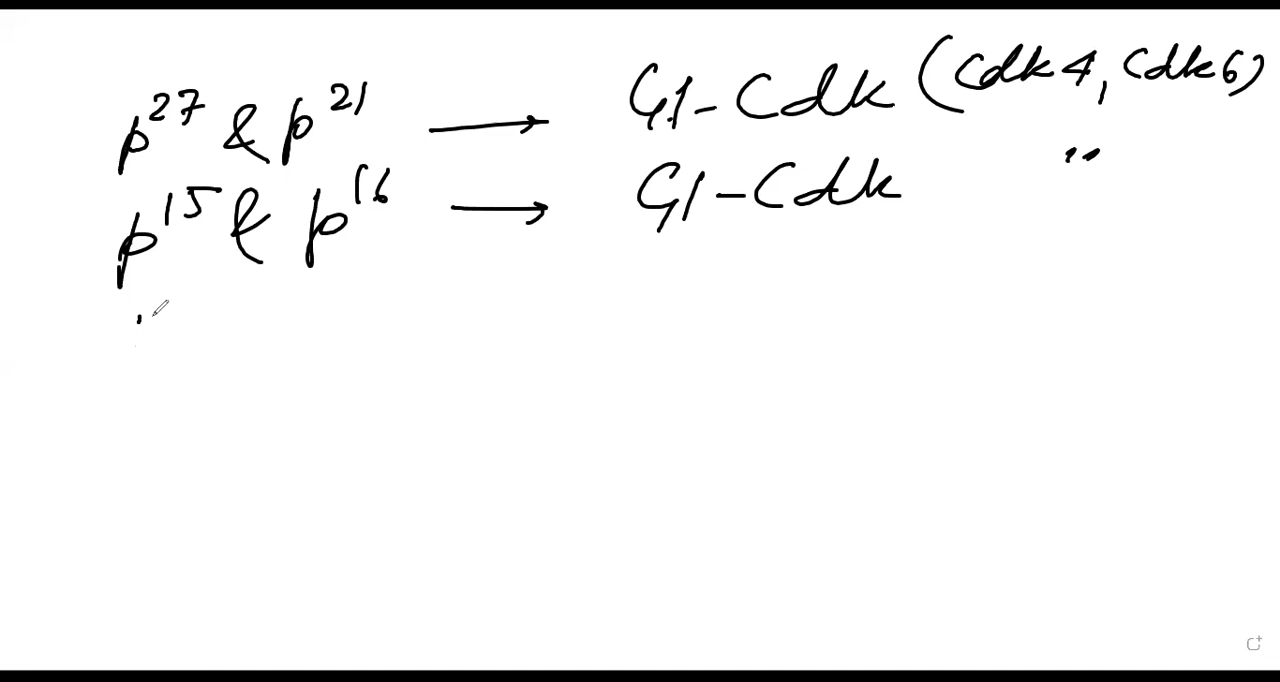 p²⁷ & p²¹ → G1-Cdk (Cdk4, Cdk6)
p¹⁵ & p¹⁶ → G1-Cdk "